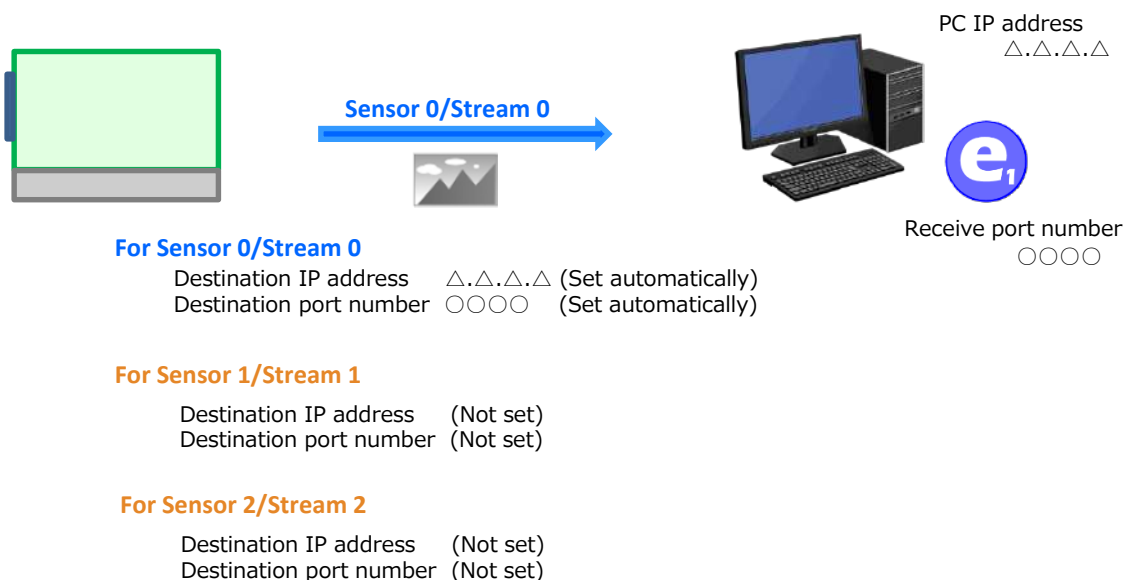 PC IP address
△.△.△.△
Sensor 0/Stream 0
e1
Receive port number
○○○○
For Sensor 0/Stream 0
Destination IP address △.△.△.△ (Set automatically)
Destination port number ○○○○ (Set automatically)
For Sensor 1/Stream 1
Destination IP address (Not set)
Destination port number (Not set)
For Sensor 2/Stream 2
Destination IP address (Not set)
Destination port number (Not set)